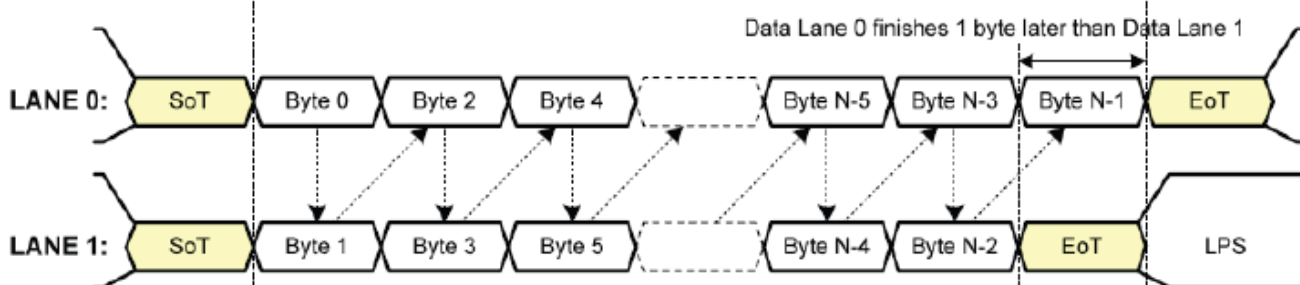 Data Lane 0 finishes 1 byte later than Data Lane 1
LANE 0: SoT Byte 0 Byte 2 Byte 4 Byte N-5 Byte N-3 Byte N-1 EoT
LANE 1: SoT Byte 1 Byte 3 Byte 5 Byte N-4 Byte N-2 EoT LPS